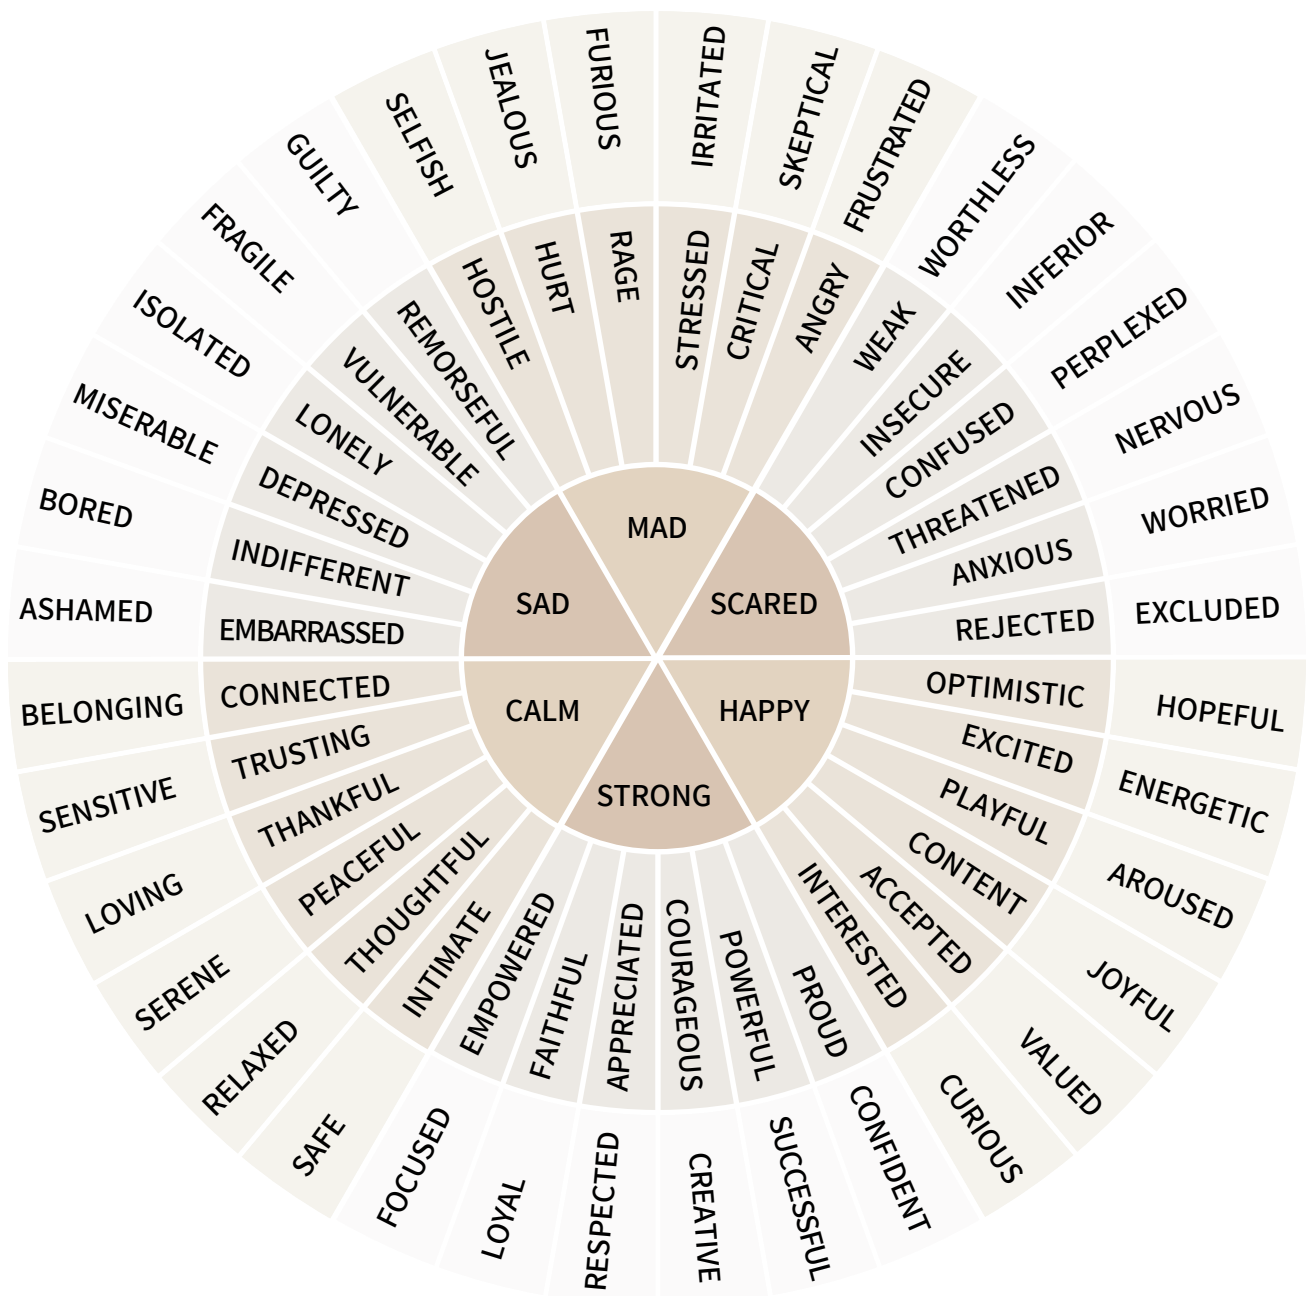 MAD
SCARED
HAPPY
STRONG
CALM
SAD
STRESSED
CRITICAL
ANGRY
WEAK
INSECURE
CONFUSED
THREATENED
ANXIOUS
REJECTED
OPTIMISTIC
EXCITED
PLAYFUL
CONTENT
ACCEPTED
INTERESTED
PROUD
POWERFUL
COURAGEOUS
APPRECIATED
FAITHFUL
EMPOWERED
INTIMATE
THOUGHTFUL
PEACEFUL
THANKFUL
TRUSTING
CONNECTED
EMBARRASSED
INDIFFERENT
DEPRESSED
LONELY
VULNERABLE
REMORSEFUL
HOSTILE
HURT
RAGE
IRRITATED
SKEPTICAL
FRUSTRATED
WORTHLESS
INFERIOR
PERPLEXED
NERVOUS
WORRIED
EXCLUDED
HOPEFUL
ENERGETIC
AROUSED
JOYFUL
VALUED
CURIOUS
CONFIDENT
SUCCESSFUL
CREATIVE
RESPECTED
LOYAL
FOCUSED
SAFE
RELAXED
SERENE
LOVING
SENSITIVE
BELONGING
ASHAMED
BORED
MISERABLE
ISOLATED
FRAGILE
GUILTY
SELFISH
JEALOUS
FURIOUS